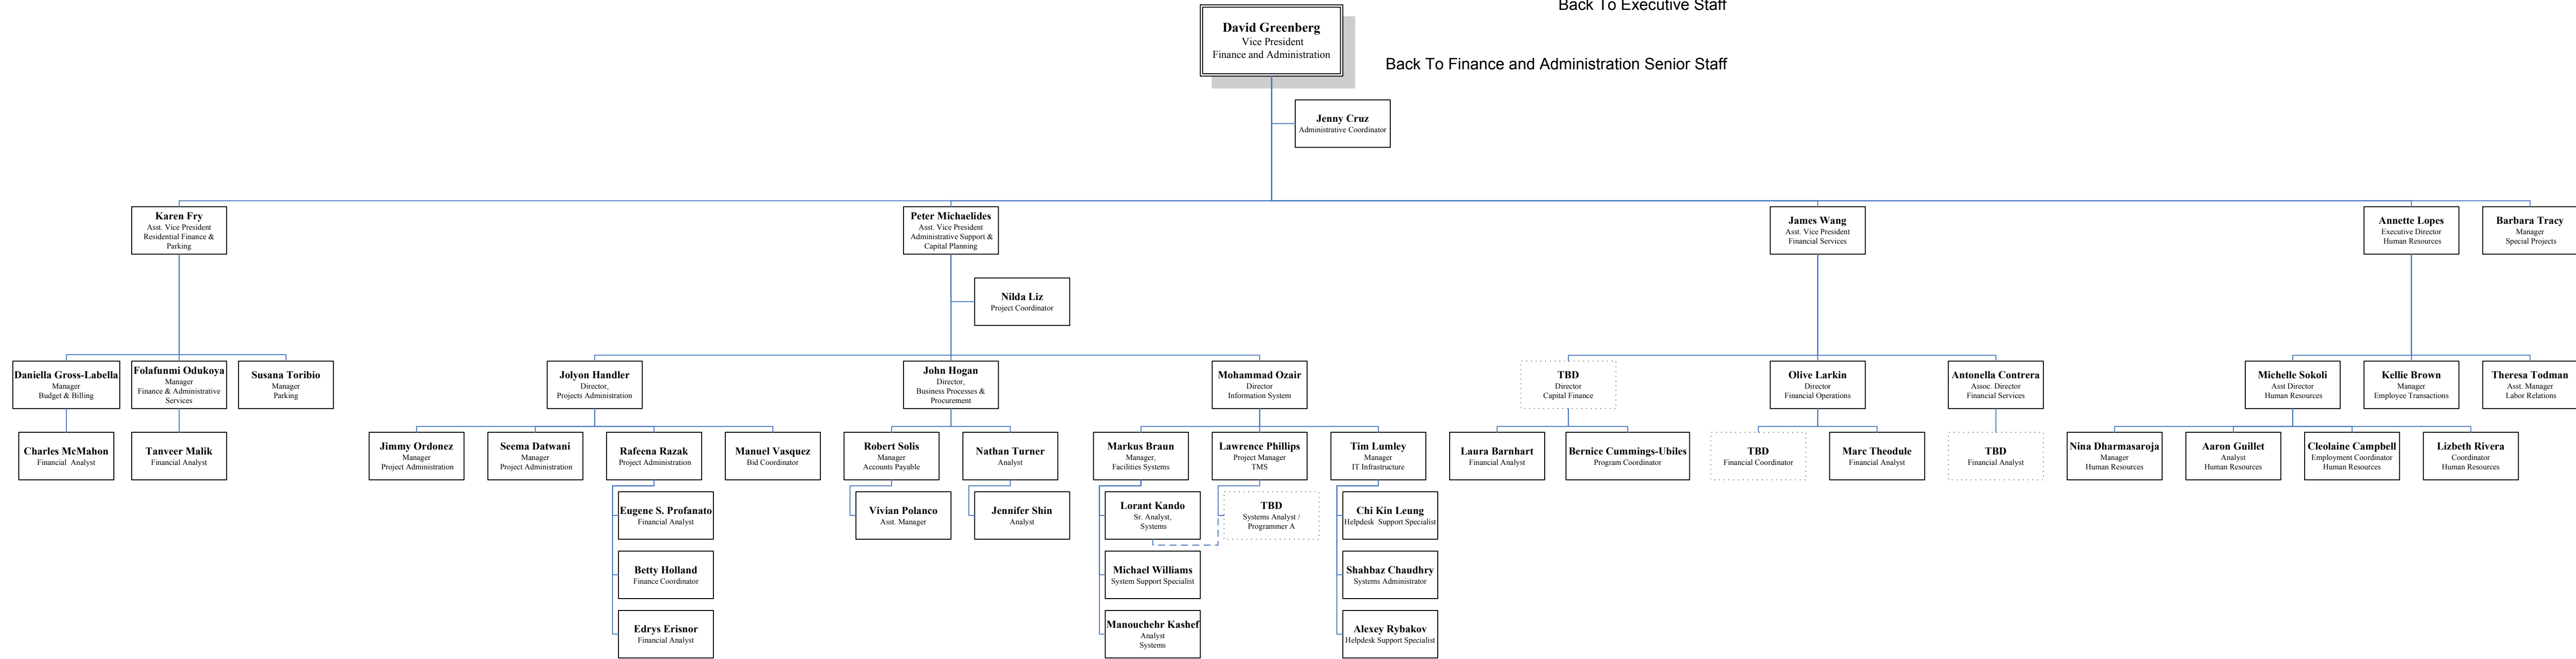 Back To Executive Staff
David Greenberg
Vice President
Finance and Administration
Back To Finance and Administration Senior Staff
Jenny Cruz
Administrative Coordinator
Karen Fry
Asst. Vice President
Residential Finance &
Parking
Peter Michaelides
Asst. Vice President
Administrative Support &
Capital Planning
James Wang
Asst. Vice President
Financial Services
Annette Lopes
Executive Director
Human Resources
Barbara Tracy
Manager
Special Projects
Nilda Liz
Project Coordinator
Daniella Gross-Labella
Manager
Budget & Billing
Folafunmi Odukoya
Manager
Finance & Administrative
Services
Susana Toribio
Manager
Parking
Jolyon Handler
Director,
Projects Administration
John Hogan
Director,
Business Processes &
Procurement
Mohammad Ozair
Director
Information System
TBD
Director
Capital Finance
Olive Larkin
Director
Financial Operations
Antonella Contrera
Assoc. Director
Financial Services
Michelle Sokoli
Asst Director
Human Resources
Kellie Brown
Manager
Employee Transactions
Theresa Todman
Asst. Manager
Labor Relations
Charles McMahon
Financial Analyst
Tanveer Malik
Financial Analyst
Jimmy Ordonez
Manager
Project Administration
Seema Datwani
Manager
Project Administration
Rafeena Razak
Project Administration
Manuel Vasquez
Bid Coordinator
Robert Solis
Manager
Accounts Payable
Nathan Turner
Analyst
Markus Braun
Manager,
Facilities Systems
Lawrence Phillips
Project Manager
TMS
Tim Lumley
Manager
IT Infrastructure
Laura Barnhart
Financial Analyst
Bernice Cummings-Ubiles
Program Coordinator
TBD
Financial Coordinator
Marc Theodule
Financial Analyst
TBD
Financial Analyst
Nina Dharmasaroja
Manager
Human Resources
Aaron Guillet
Analyst
Human Resources
Cleolaine Campbell
Employment Coordinator
Human Resources
Lizbeth Rivera
Coordinator
Human Resources
Eugene S. Profanato
Financial Analyst
Vivian Polanco
Asst. Manager
Jennifer Shin
Analyst
Lorant Kando
Sr. Analyst,
Systems
TBD
Systems Analyst /
Programmer A
Chi Kin Leung
Helpdesk Support Specialist
Betty Holland
Finance Coordinator
Michael Williams
System Support Specialist
Shahbaz Chaudhry
Systems Administrator
Edrys Erisnor
Financial Analyst
Manouchehr Kashef
Analyst
Systems
Alexey Rybakov
Helpdesk Support Specialist